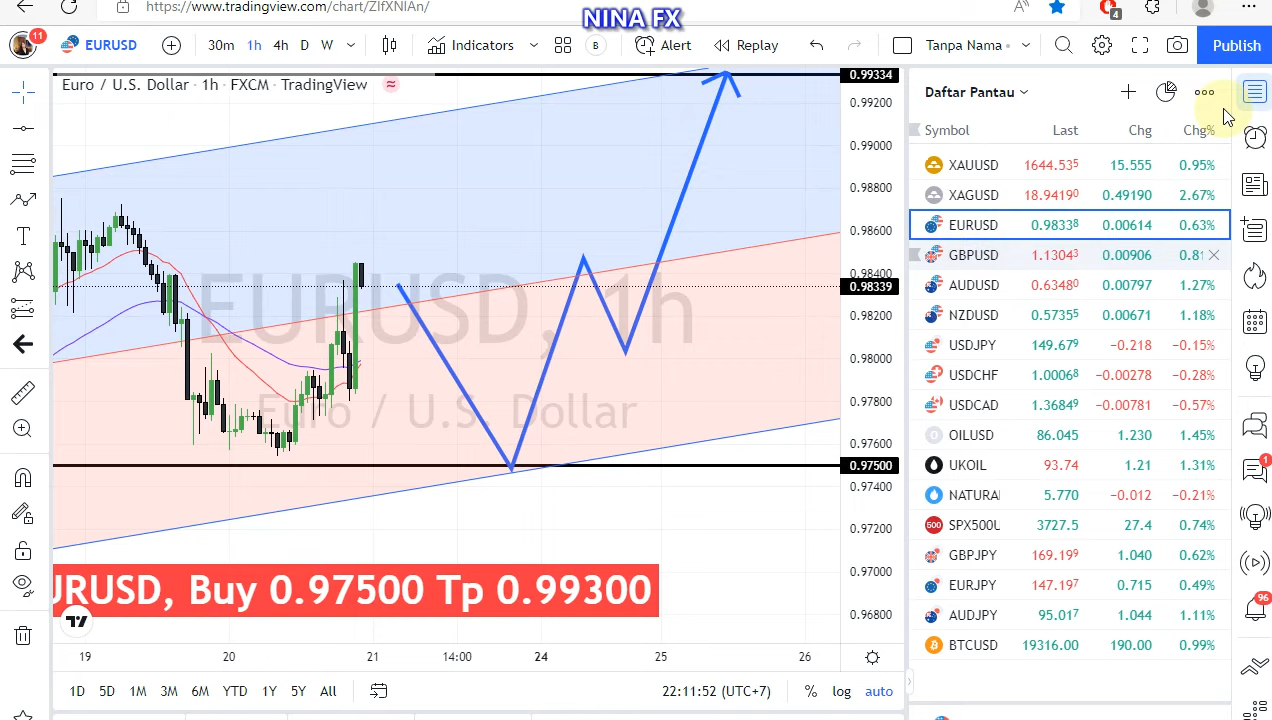 https://www.tradingview.com/chart/ZIfXNIAn/
NINA FX
4
11
EURUSD
30m 1h 4h D W
Indicators
B
Alert
Replay
Tanpa Nama
Publish
Euro / U.S. Dollar · 1h · FXCM · TradingView
EURUSD, 1h
Euro / U.S. Dollar
0.99334
0.99200
0.99000
0.98800
0.98600
0.98400
0.98339
0.98200
0.98000
0.97800
0.97600
0.97500
0.97400
0.97200
0.97000
0.96800
URUSD, Buy 0.97500 Tp 0.99300
19 20 21 14:00 24 25 26
1D 5D 1M 3M 6M YTD 1Y 5Y All
22:11:52 (UTC+7)
% log auto
Daftar Pantau
Symbol Last Chg Chg%
XAUUSD 1644.535 15.555 0.95%
XAGUSD 18.94190 0.49190 2.67%
EURUSD 0.98338 0.00614 0.63%
GBPUSD 1.13043 0.00906 0.81
AUDUSD 0.63480 0.00797 1.27%
NZDUSD 0.57355 0.00671 1.18%
USDJPY 149.679 −0.218 −0.15%
USDCHF 1.00068 −0.00278 −0.28%
USDCAD 1.36849 −0.00781 −0.57%
OILUSD 86.045 1.230 1.45%
UKOIL 93.74 1.21 1.31%
NATURA 5.770 −0.012 −0.21%
500 SPX500U 3727.5 27.4 0.74%
GBPJPY 169.199 1.040 0.62%
EURJPY 147.197 0.715 0.49%
AUDJPY 95.017 1.044 1.11%
BTCUSD 19316.00 190.00 0.99%
1
96